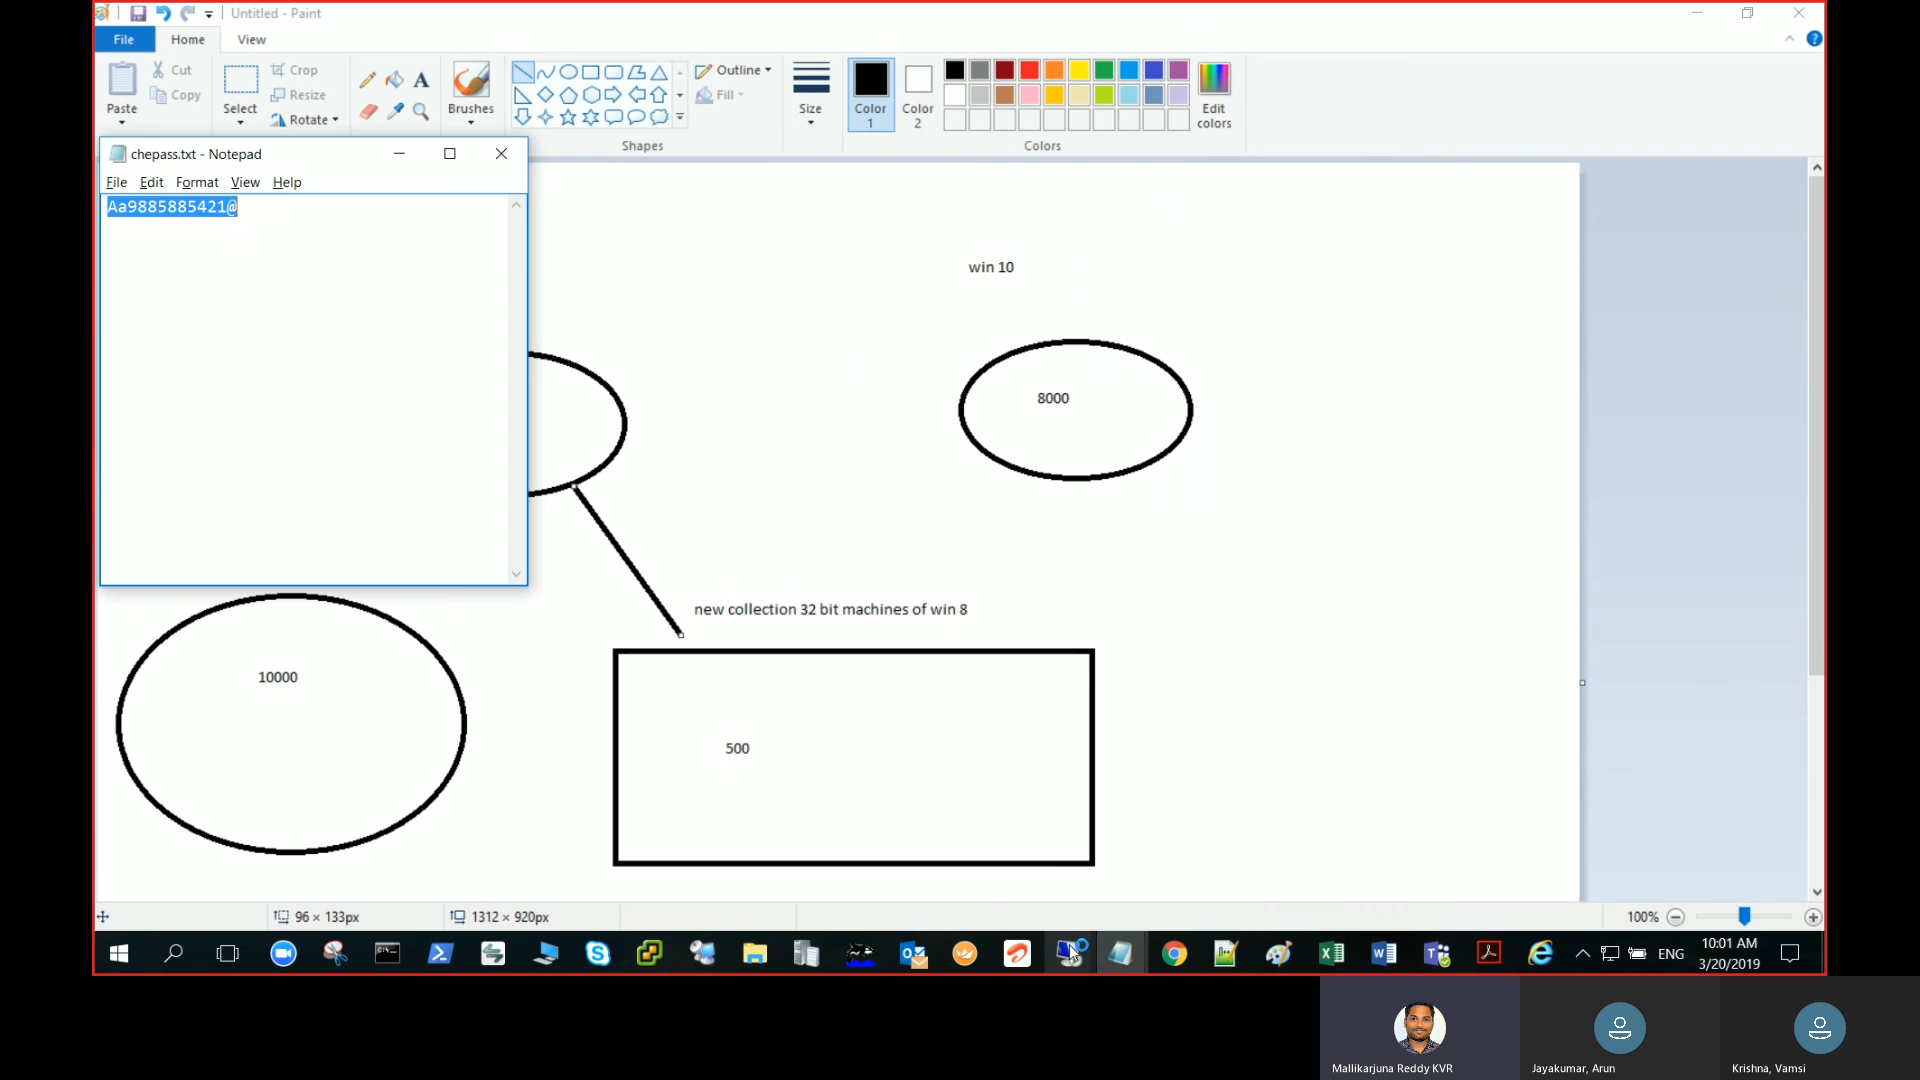 Untitled - Paint
File Home View
Paste
Cut
Copy
Select
Crop
Resize
Rotate
Brushes
Shapes
Outline
Fill
Size
Color 1
Color 2
Edit colors
Colors
chepass.txt - Notepad
File Edit Format View Help
Aa9885885421@
win 10
8000
new collection 32 bit machines of win 8
10000
500
96 × 133px
1312 × 920px
100%
ENG
10:01 AM
3/20/2019
Mallikarjuna Reddy KVR
Jayakumar, Arun
Krishna, Vamsi